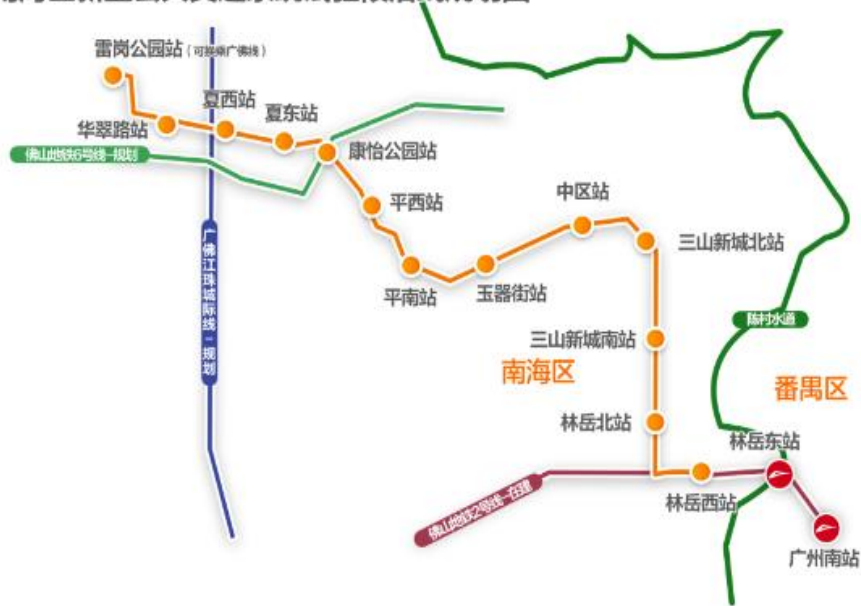 雷岗公园站（可换乘广佛线）
夏西站
夏东站
华翠路站
康怡公园站
佛山地铁6号线-规划
平西站
中区站
广佛江珠城际线-规划
三山新城北站
平南站
玉器街站
陈村水道
三山新城南站
南海区
番禺区
林岳北站
林岳东站
林岳西站
佛山地铁2号线-在建
广州南站